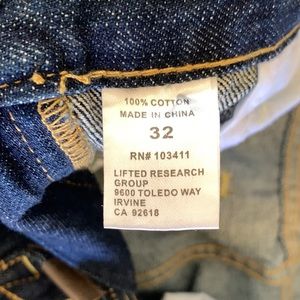 100% COTTON
MADE IN CHINA
32
RN# 103411
LIFTED RESEARCH
GROUP
9600 TOLEDO WAY
IRVINE
CA 92618